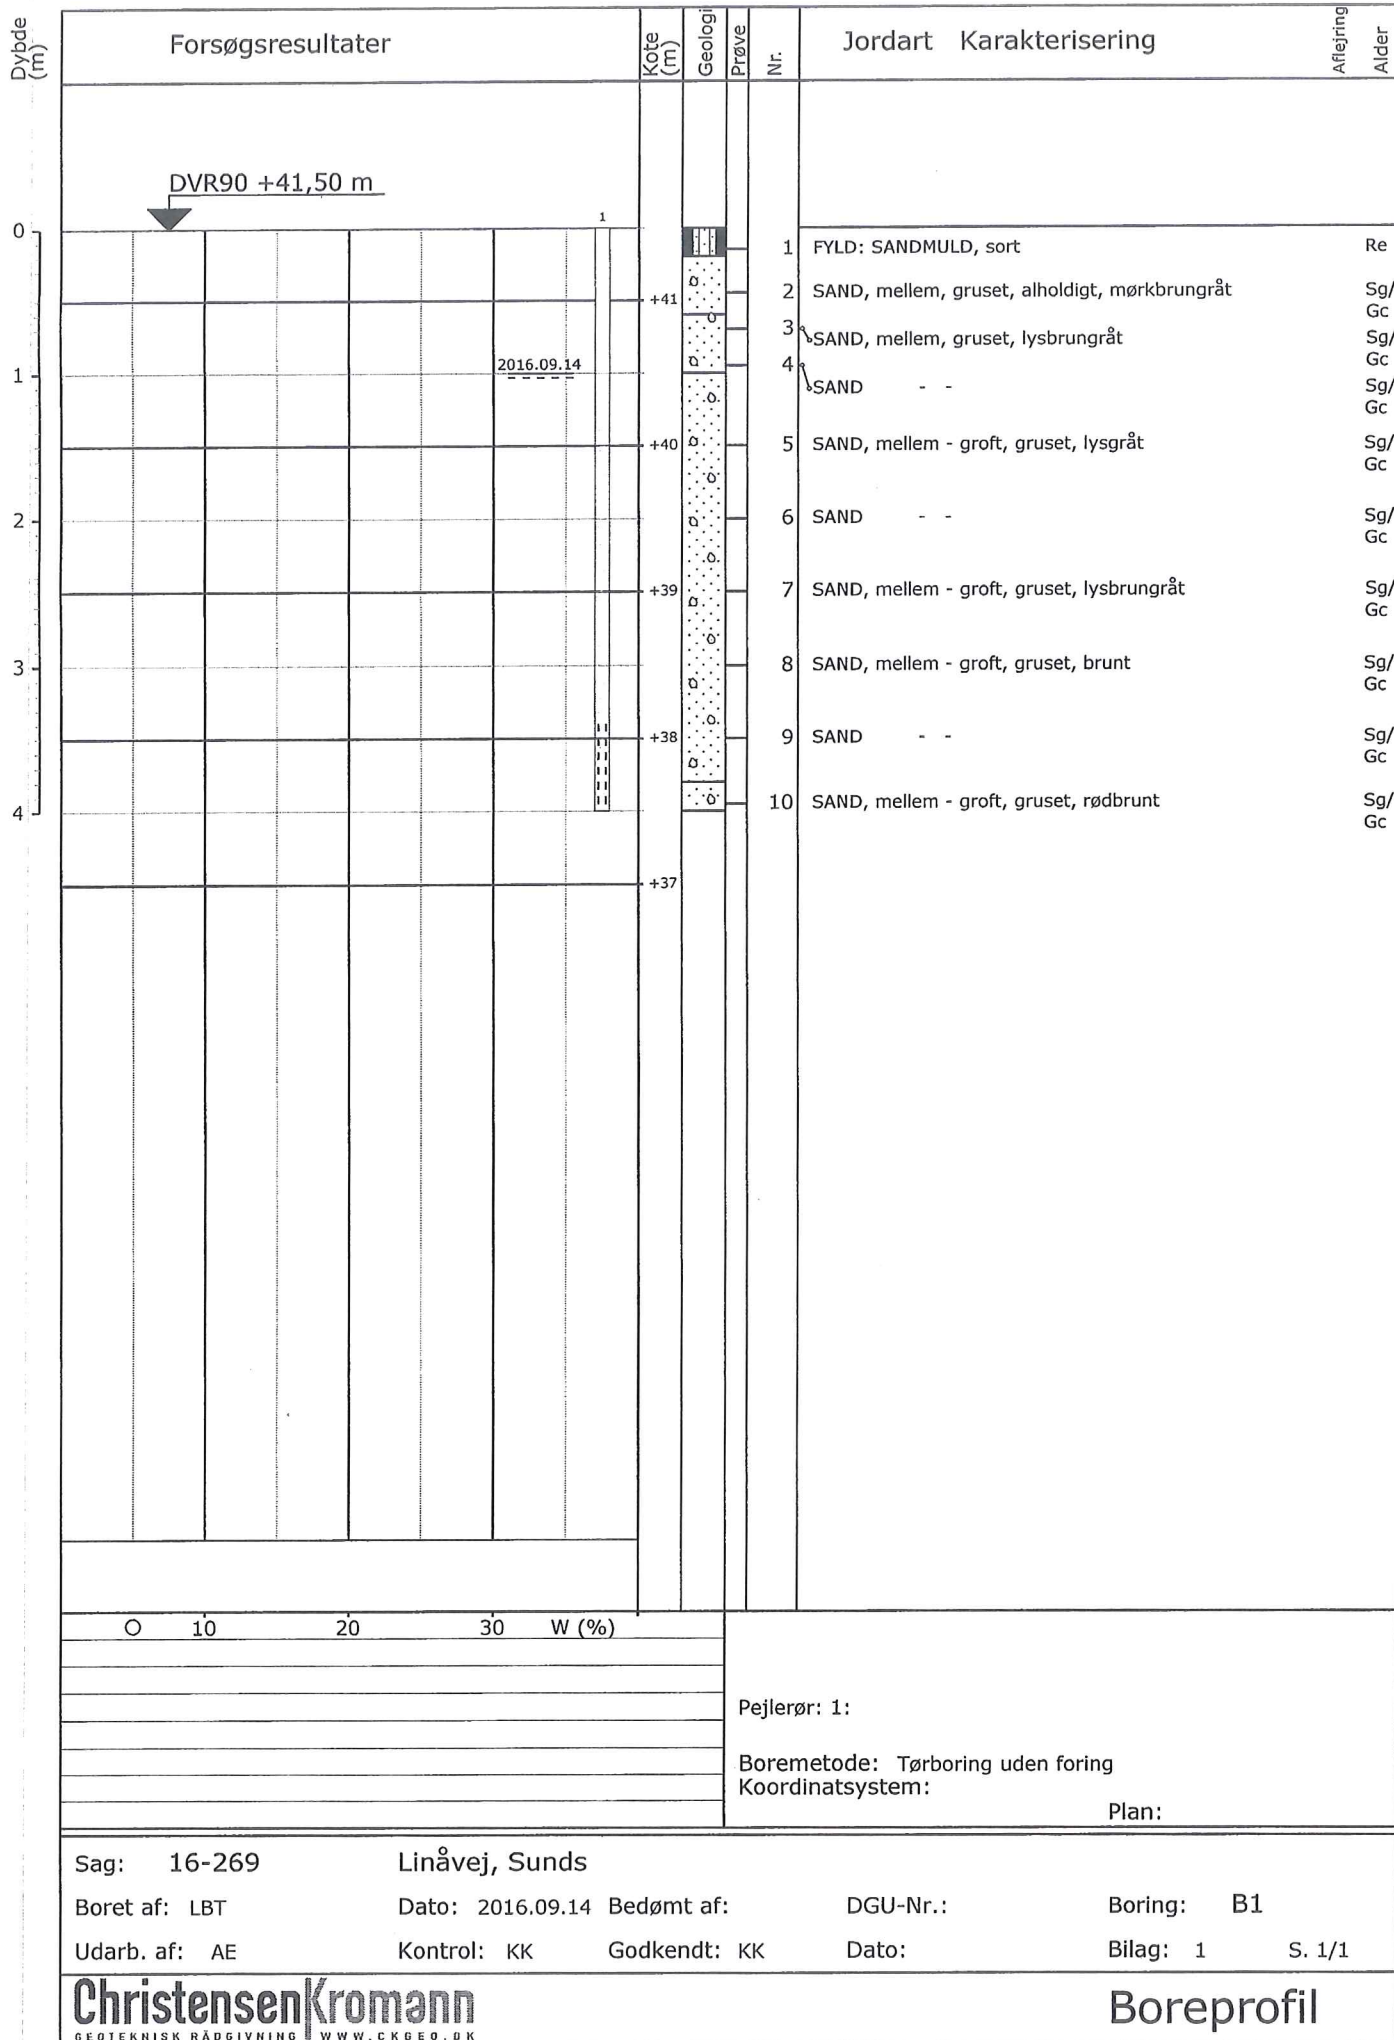 Dybde (m)
Forsøgsresultater
Kote (m)
Geologi
Prøve
Nr.
Jordart Karakterisering
Aflejring
Alder
DVR90 +41,50 m
0
1
1 FYLD: SANDMULD, sort Re
2 SAND, mellem, gruset, alholdigt, mørkbrungråt Sg/
Gc
+41
3 SAND, mellem, gruset, lysbrungråt Sg/
Gc
2016.09.14
1
4 SAND - - Sg/
Gc
+40
5 SAND, mellem - groft, gruset, lysgråt Sg/
Gc
2
6 SAND - - Sg/
Gc
+39
7 SAND, mellem - groft, gruset, lysbrungråt Sg/
Gc
3
8 SAND, mellem - groft, gruset, brunt Sg/
Gc
+38
9 SAND - - Sg/
Gc
4
10 SAND, mellem - groft, gruset, rødbrunt Sg/
Gc
+37
O 10 20 30 W (%)
Pejlerør: 1:
Boremetode: Tørboring uden foring
Koordinatsystem:
Plan:
Sag: 16-269 Linåvej, Sunds
Boret af: LBT Dato: 2016.09.14 Bedømt af: DGU-Nr.: Boring: B1
Udarb. af: AE Kontrol: KK Godkendt: KK Dato: Bilag: 1 S. 1/1
ChristensenKromann
GEOTEKNISK RÅDGIVNING WWW.CKGEO.DK
Boreprofil